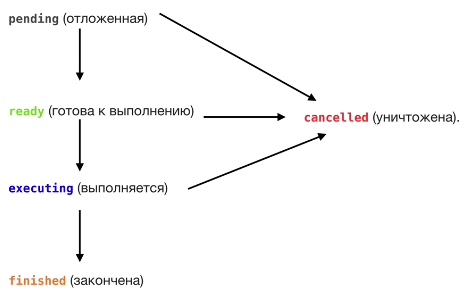 pending (отложенная)
ready (готова к выполнению)
cancelled (уничтожена).
executing (выполняется)
finished (закончена)